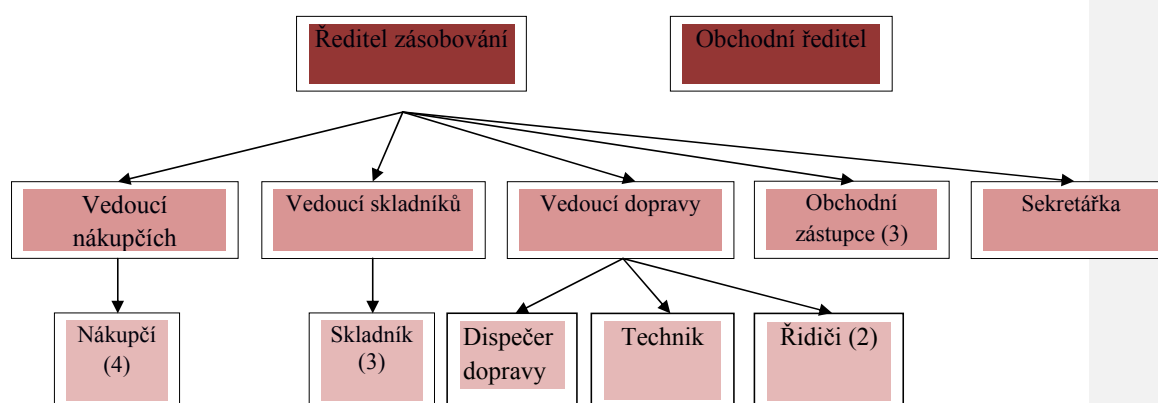 Ředitel zásobování
Obchodní ředitel
Vedoucí
nákupčích
Vedoucí skladníků
Vedoucí dopravy
Obchodní
zástupce (3)
Sekretářka
Nákupčí
(4)
Skladník
(3)
Dispečer
dopravy
Technik
Řidiči (2)